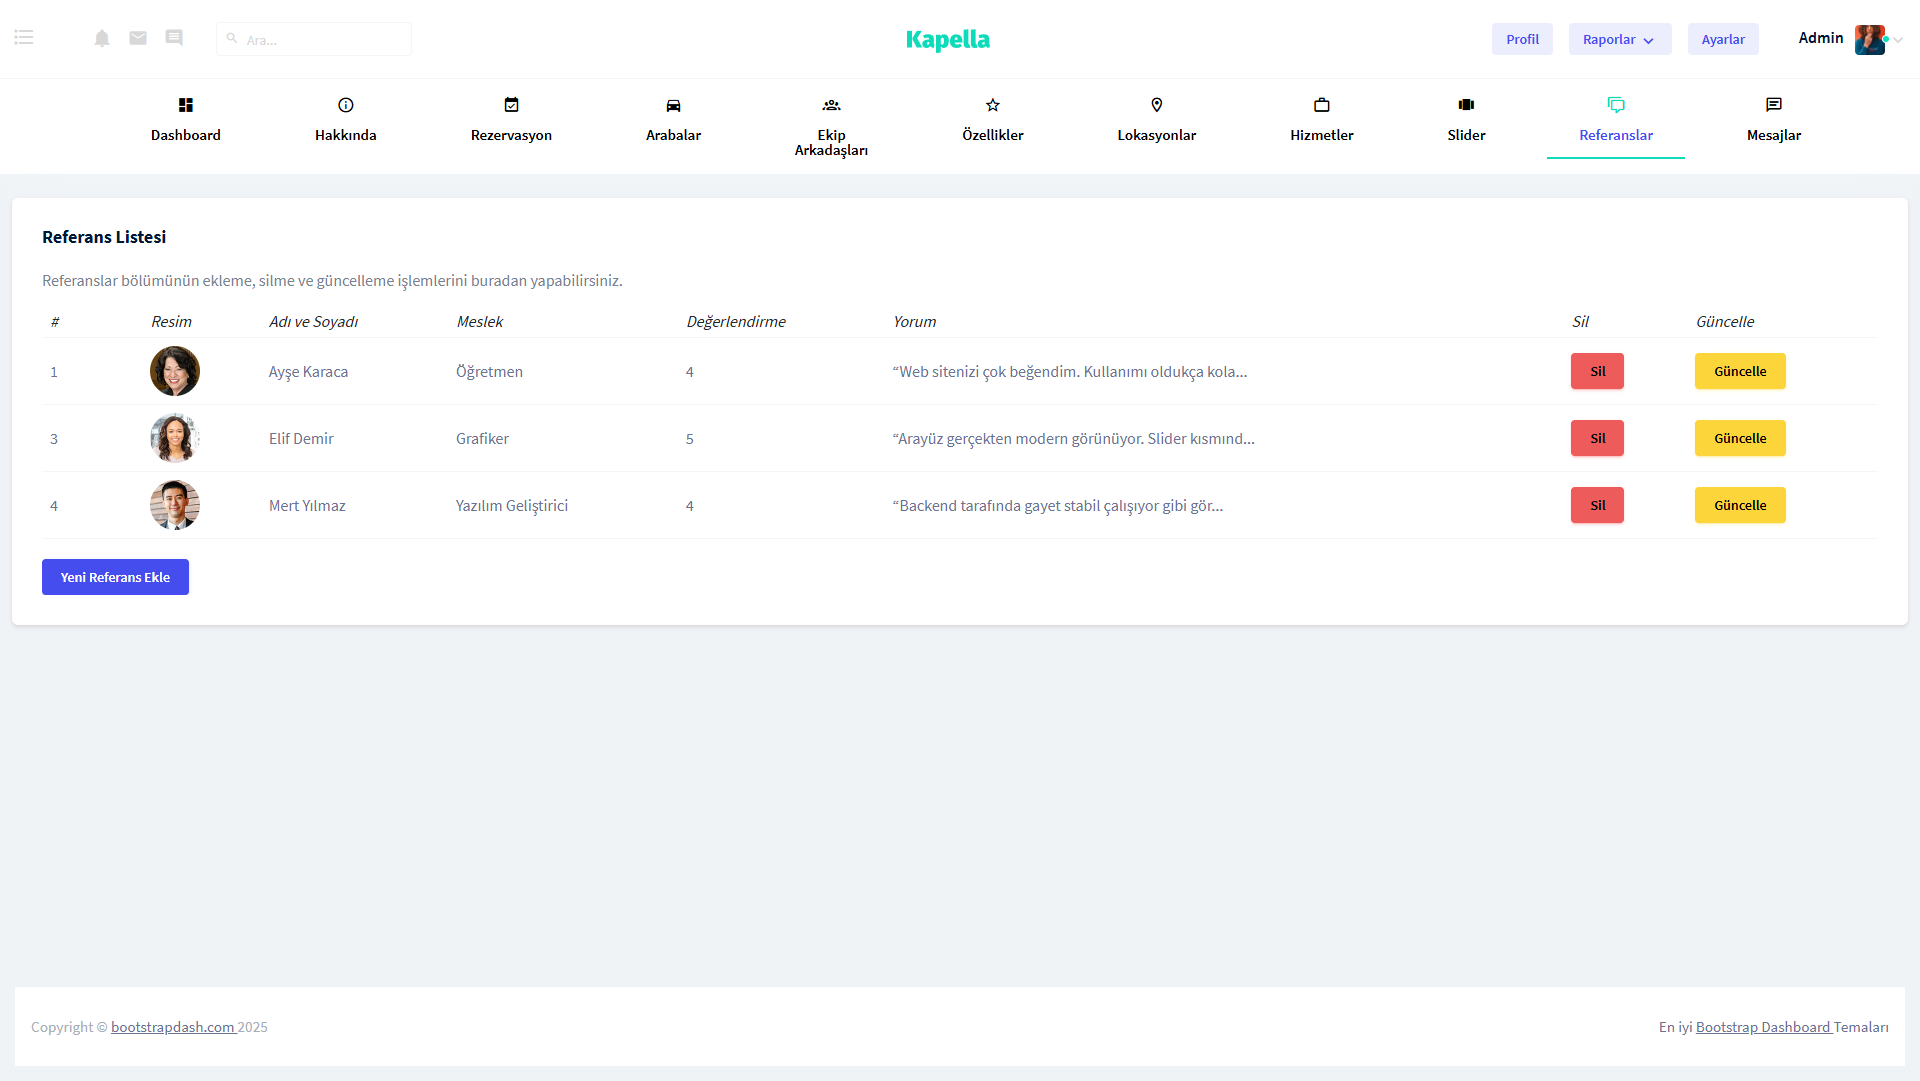 Ara...
Kapella
Profil
Raporlar
Ayarlar
Admin
Dashboard
Hakkında
Rezervasyon
Arabalar
Ekip
Arkadaşları
Özellikler
Lokasyonlar
Hizmetler
Slider
Referanslar
Mesajlar
Referans Listesi
Referanslar bölümünün ekleme, silme ve güncelleme işlemlerini buradan yapabilirsiniz.
# Resim Adı ve Soyadı Meslek Değerlendirme Yorum Sil Güncelle
1 Ayşe Karaca Öğretmen 4 “Web sitenizi çok beğendim. Kullanımı oldukça kola... Sil Güncelle
3 Elif Demir Grafiker 5 “Arayüz gerçekten modern görünüyor. Slider kısmınd... Sil Güncelle
4 Mert Yılmaz Yazılım Geliştirici 4 “Backend tarafında gayet stabil çalışıyor gibi gör... Sil Güncelle
Yeni Referans Ekle
Copyright © bootstrapdash.com 2025
En iyi Bootstrap Dashboard Temaları